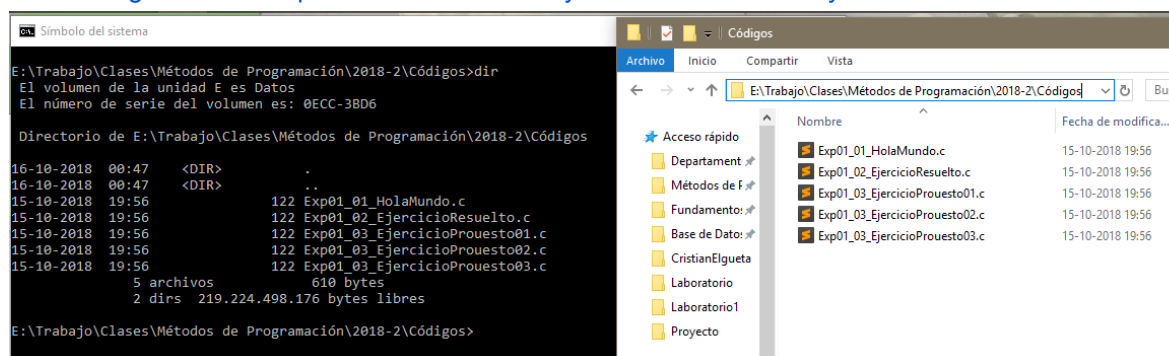 Símbolo del sistema
E:\Trabajo\Clases\Métodos de Programación\2018-2\Códigos>dir
El volumen de la unidad E es Datos
El número de serie del volumen es: 0ECC-3BD6
Directorio de E:\Trabajo\Clases\Métodos de Programación\2018-2\Códigos
16-10-2018 00:47 <DIR> .
16-10-2018 00:47 <DIR> ..
15-10-2018 19:56 122 Exp01_01_HolaMundo.c
15-10-2018 19:56 122 Exp01_02_EjercicioResuelto.c
15-10-2018 19:56 122 Exp01_03_EjercicioProuesto01.c
15-10-2018 19:56 122 Exp01_03_EjercicioProuesto02.c
15-10-2018 19:56 122 Exp01_03_EjercicioProuesto03.c
5 archivos 610 bytes
2 dirs 219.224.498.176 bytes libres
E:\Trabajo\Clases\Métodos de Programación\2018-2\Códigos>
Códigos
Archivo Inicio Compartir Vista
E:\Trabajo\Clases\Métodos de Programación\2018-2\Códigos Bu
Acceso rápido
Departament
Métodos de F
Fundamento:
Base de Dato:
CristianElgueta
Laboratorio
Laboratorio1
Proyecto
Nombre Fecha de modifica...
Exp01_01_HolaMundo.c 15-10-2018 19:56
Exp01_02_EjercicioResuelto.c 15-10-2018 19:56
Exp01_03_EjercicioProuesto01.c 15-10-2018 19:56
Exp01_03_EjercicioProuesto02.c 15-10-2018 19:56
Exp01_03_EjercicioProuesto03.c 15-10-2018 19:56